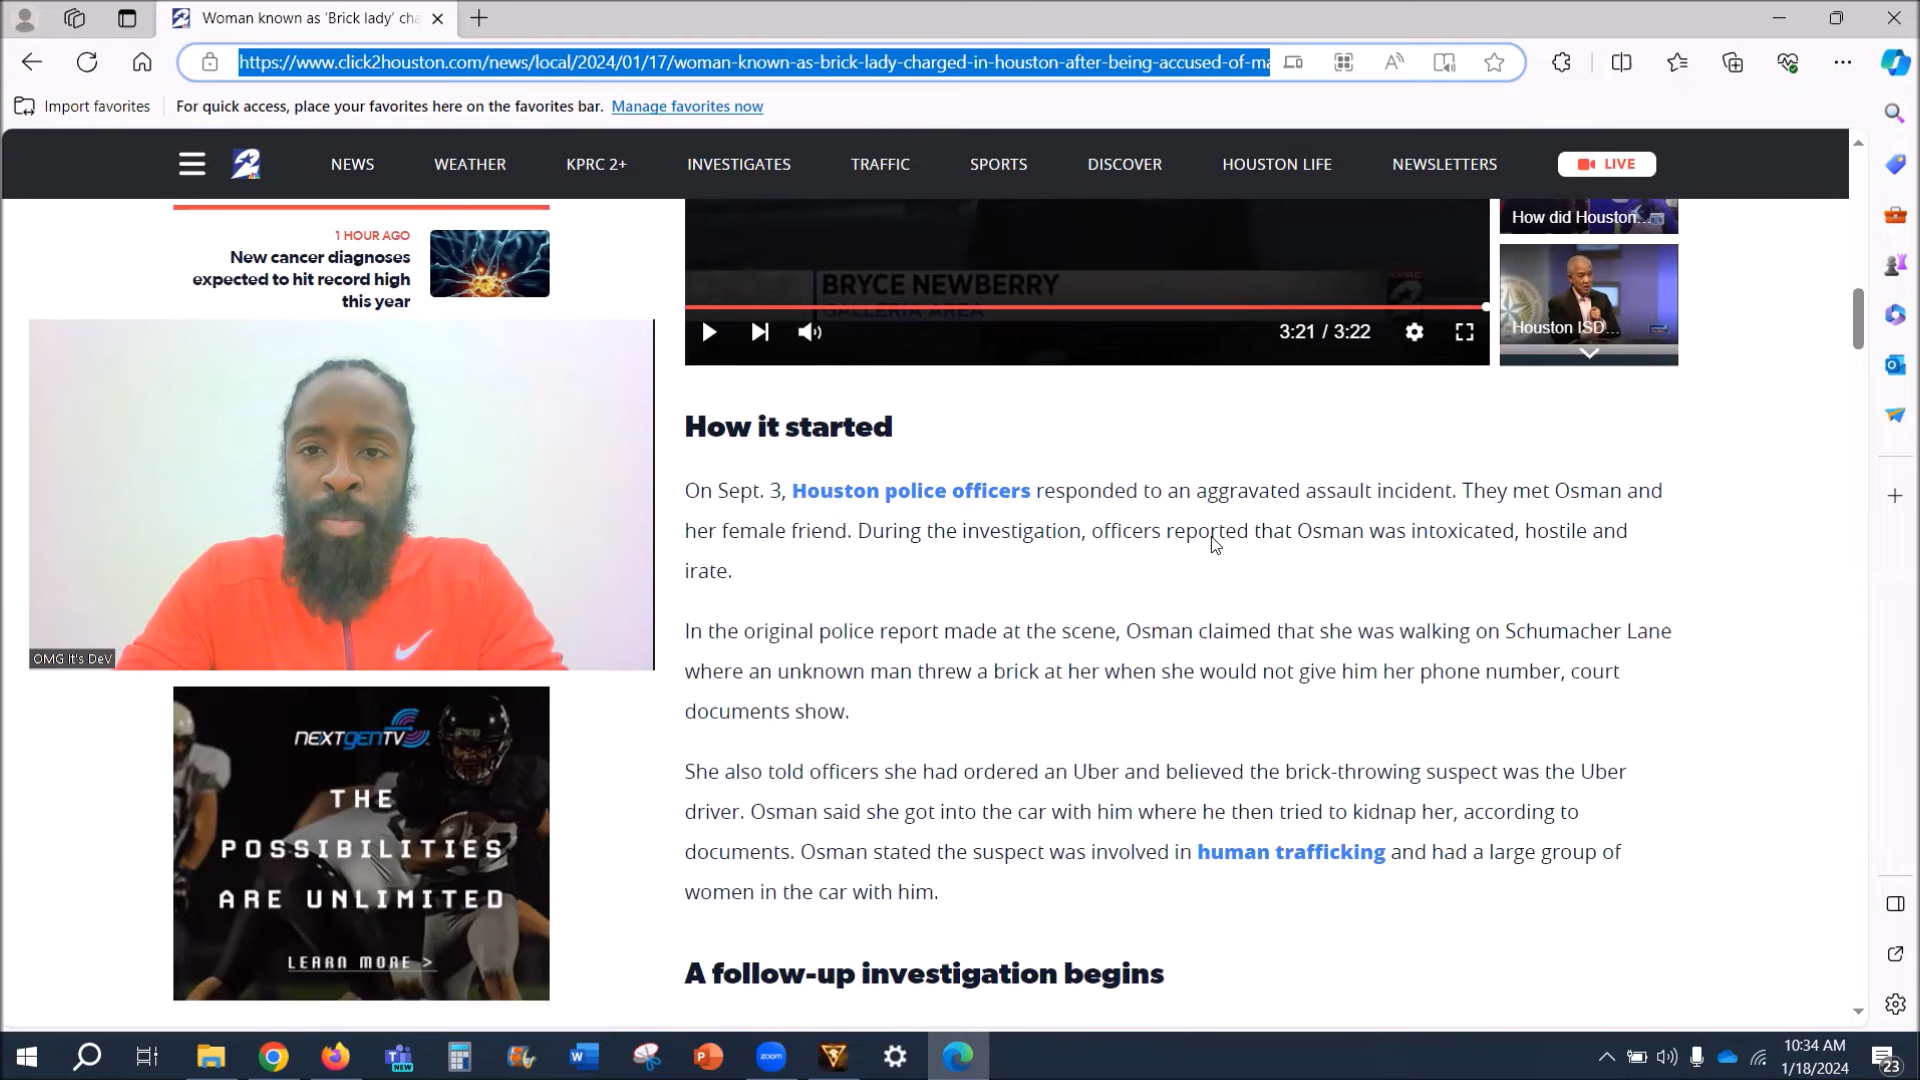 Woman known as ‘Brick lady’ cha
https://www.click2houston.com/news/local/2024/01/17/woman-known-as-brick-lady-charged-in-houston-after-being-accused-of-ma
Import favorites
For quick access, place your favorites here on the favorites bar. Manage favorites now
NEWS WEATHER KPRC 2+ INVESTIGATES TRAFFIC SPORTS DISCOVER HOUSTON LIFE NEWSLETTERS LIVE
1 HOUR AGO
New cancer diagnoses
expected to hit record high
this year
BRYCE NEWBERRY
GALLERIA AREA
3:21 / 3:22
How did Houston...
Houston ISD...
OMG It's DeV
NEXTGENTV
THE
POSSIBILITIES
ARE UNLIMITED
LEARN MORE >
How it started
On Sept. 3, Houston police officers responded to an aggravated assault incident. They met Osman and
her female friend. During the investigation, officers reported that Osman was intoxicated, hostile and
irate.
In the original police report made at the scene, Osman claimed that she was walking on Schumacher Lane
where an unknown man threw a brick at her when she would not give him her phone number, court
documents show.
She also told officers she had ordered an Uber and believed the brick-throwing suspect was the Uber
driver. Osman said she got into the car with him where he then tried to kidnap her, according to
documents. Osman stated the suspect was involved in human trafficking and had a large group of
women in the car with him.
A follow-up investigation begins
NEW
zoom
10:34 AM
1/18/2024
23